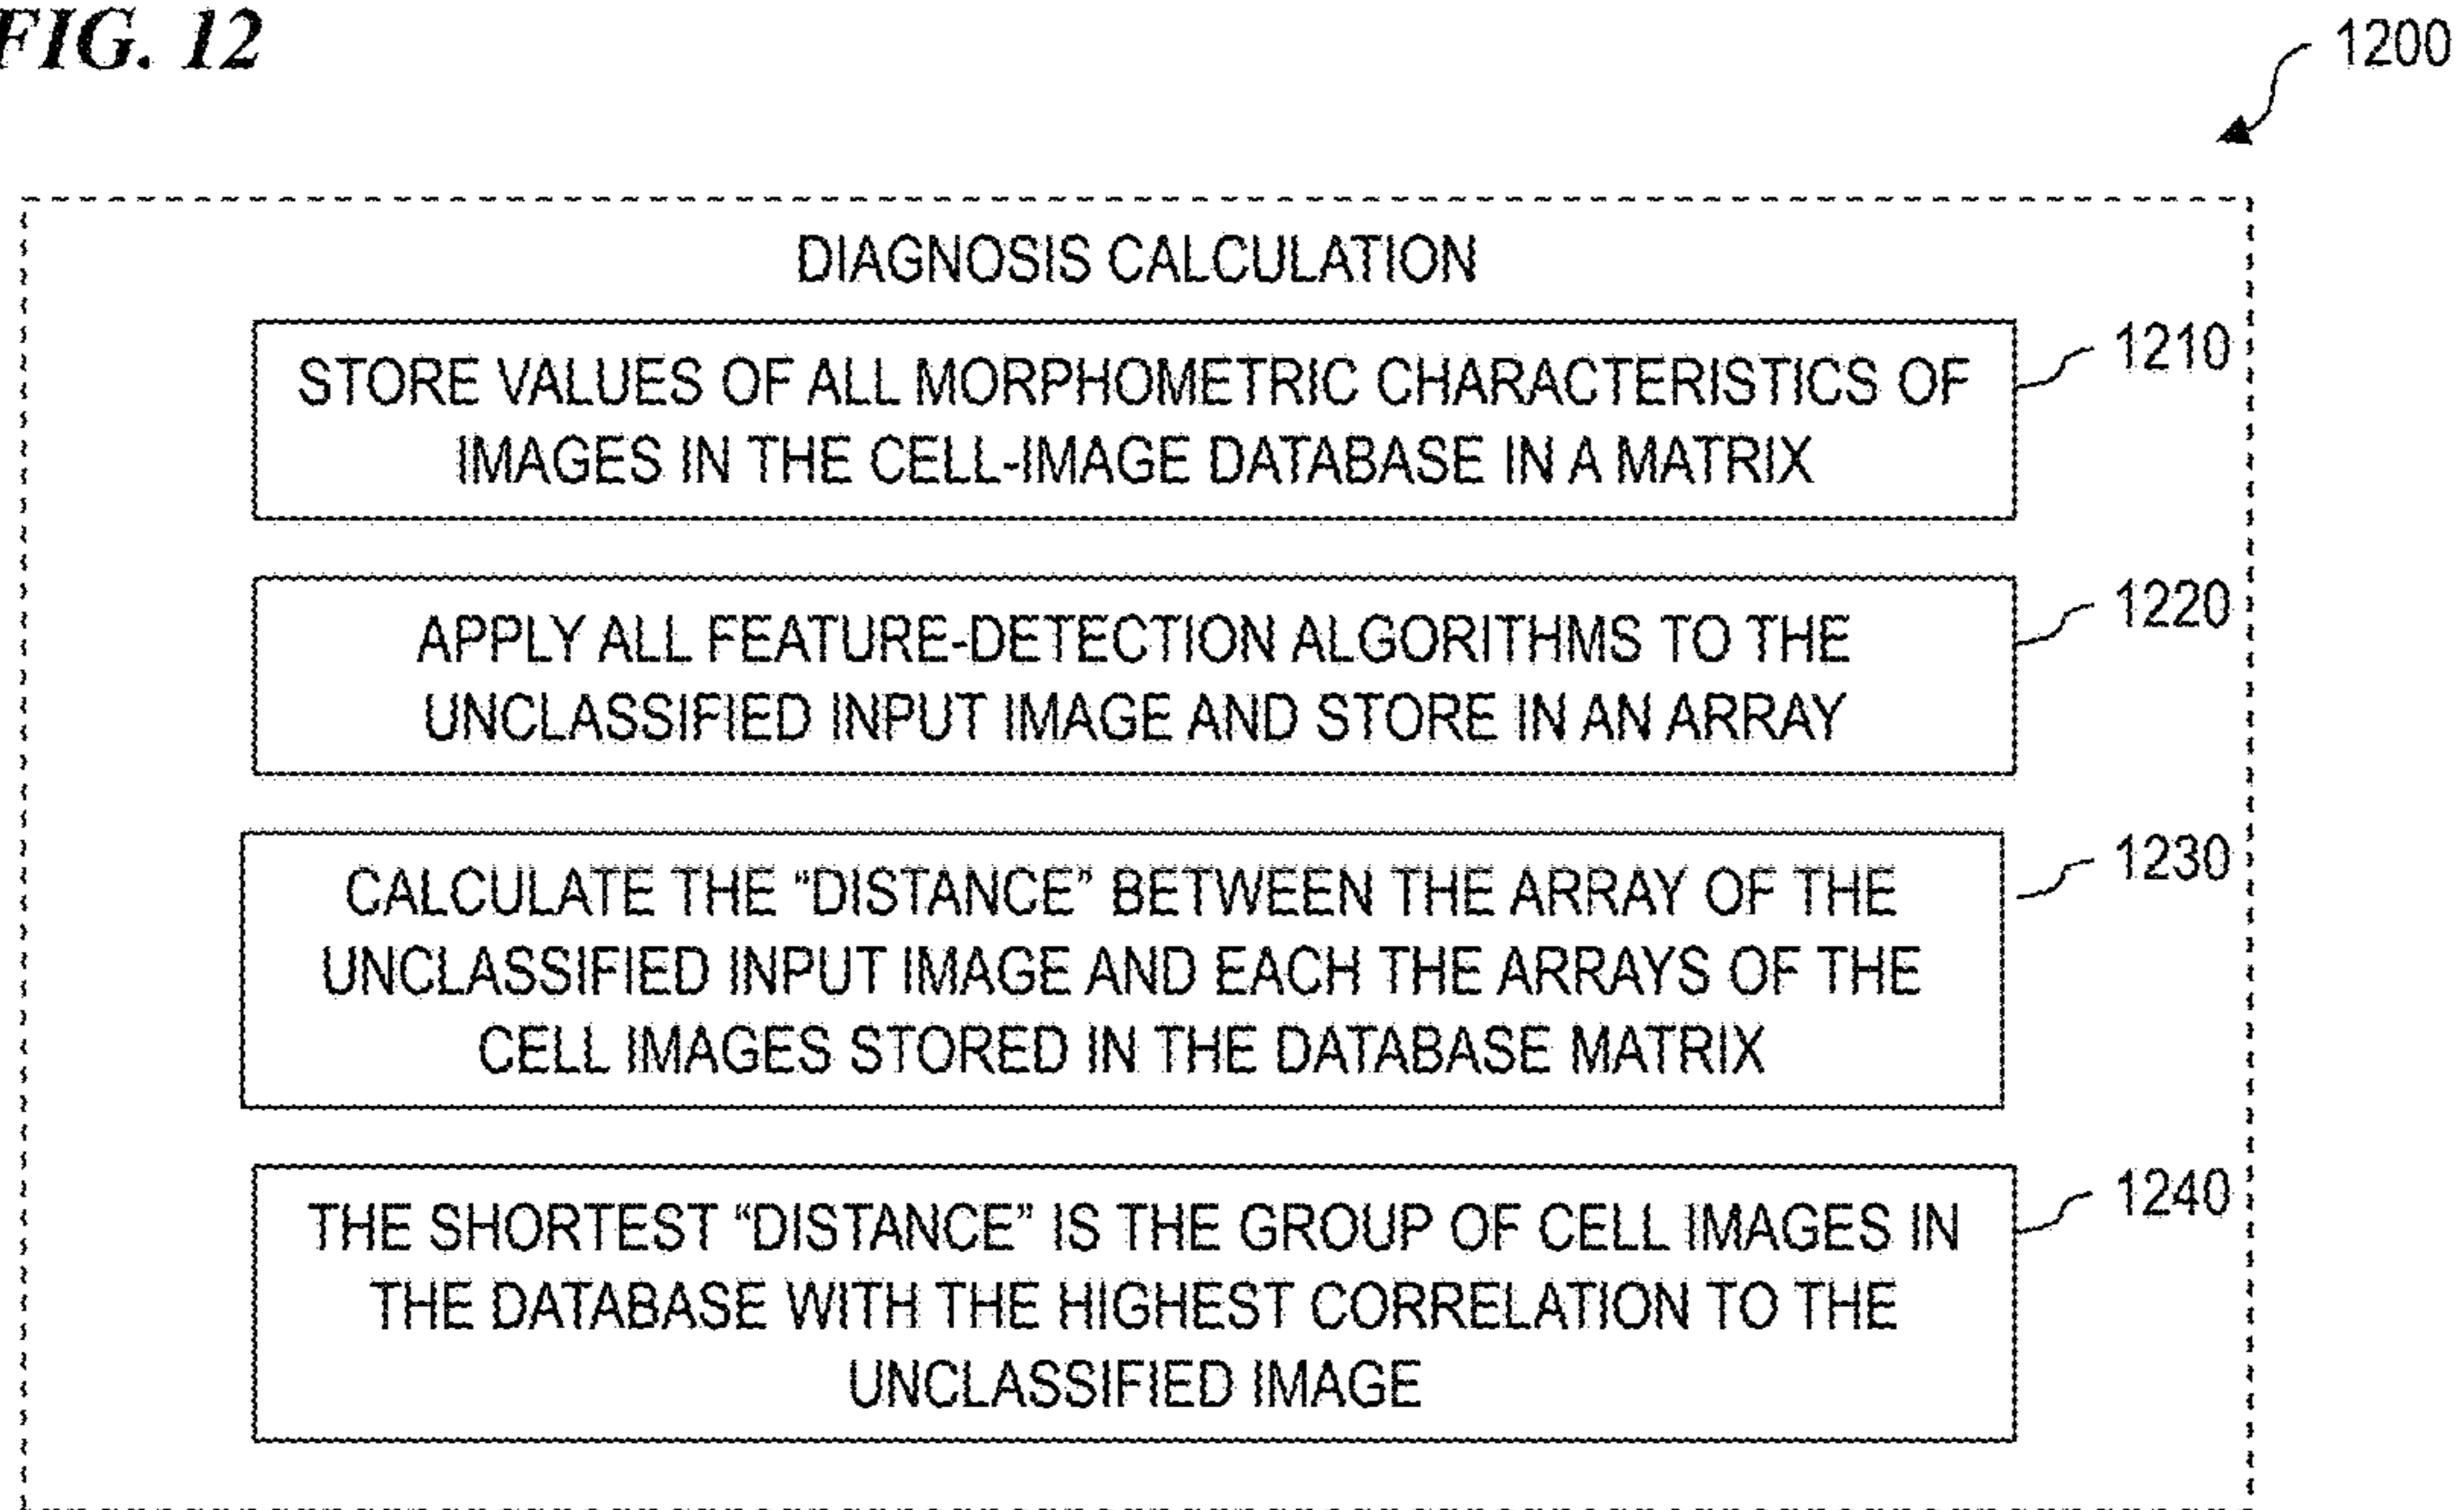 FIG. 12
1200
DIAGNOSIS CALCULATION
STORE VALUES OF ALL MORPHOMETRIC CHARACTERISTICS OF
IMAGES IN THE CELL-IMAGE DATABASE IN A MATRIX
1210
APPLY ALL FEATURE-DETECTION ALGORITHMS TO THE
UNCLASSIFIED INPUT IMAGE AND STORE IN AN ARRAY
1220
CALCULATE THE “DISTANCE” BETWEEN THE ARRAY OF THE
UNCLASSIFIED INPUT IMAGE AND EACH THE ARRAYS OF THE
CELL IMAGES STORED IN THE DATABASE MATRIX
1230
THE SHORTEST “DISTANCE” IS THE GROUP OF CELL IMAGES IN
THE DATABASE WITH THE HIGHEST CORRELATION TO THE
UNCLASSIFIED IMAGE
1240